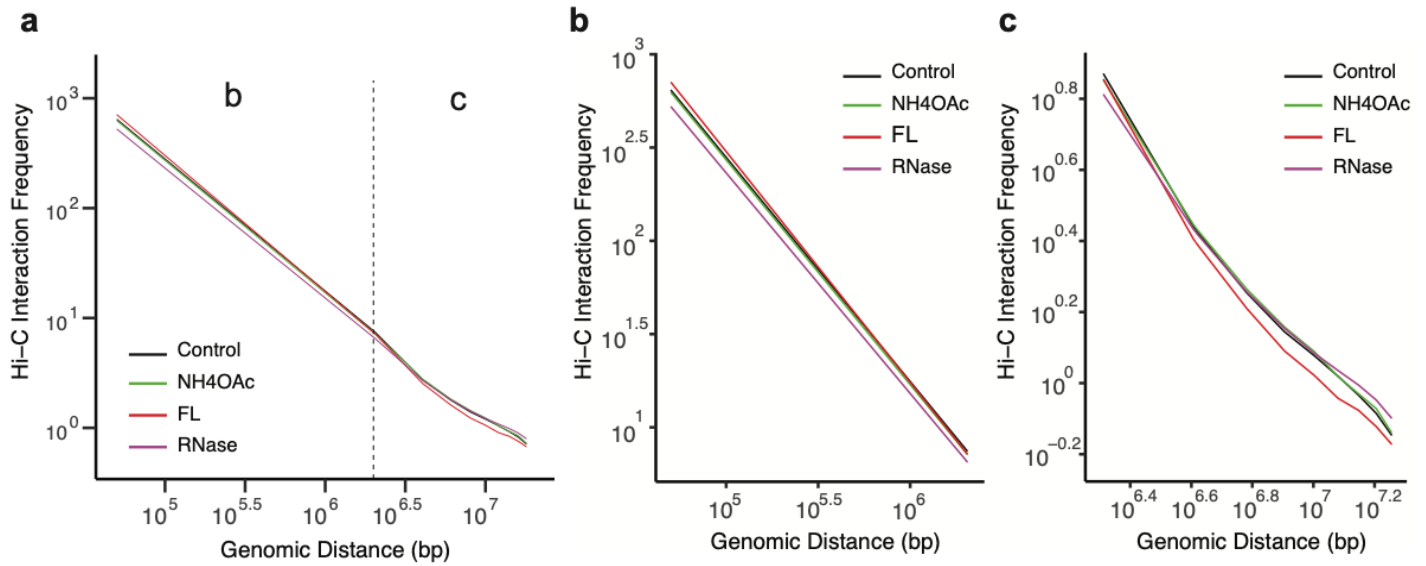 a
b
c
Hi−C Interaction Frequency
10^3
10^2
10^1
10^0
b
c
Control
NH4OAc
FL
RNase
10^5
10^5.5
10^6
10^6.5
10^7
Genomic Distance (bp)
Hi−C Interaction Frequency
10^3
10^2.5
10^2
10^1.5
10^1
Control
NH4OAc
FL
RNase
10^5
10^5.5
10^6
Genomic Distance (bp)
Hi−C Interaction Frequency
10^0.8
10^0.6
10^0.4
10^0.2
10^0
10^−0.2
Control
NH4OAc
FL
RNase
10^6.4
10^6.6
10^6.8
10^7
10^7.2
Genomic Distance (bp)